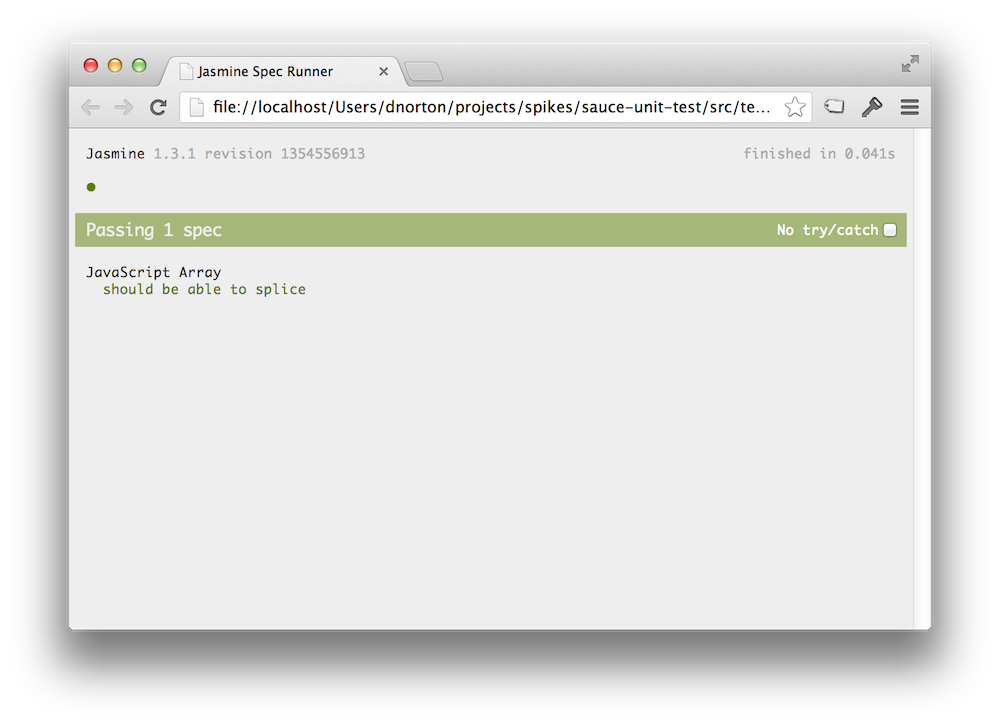 Jasmine Spec Runner
file://localhost/Users/dnorton/projects/spikes/sauce-unit-test/src/te...
Jasmine 1.3.1 revision 1354556913 finished in 0.041s
Passing 1 spec No try/catch
JavaScript Array
should be able to splice